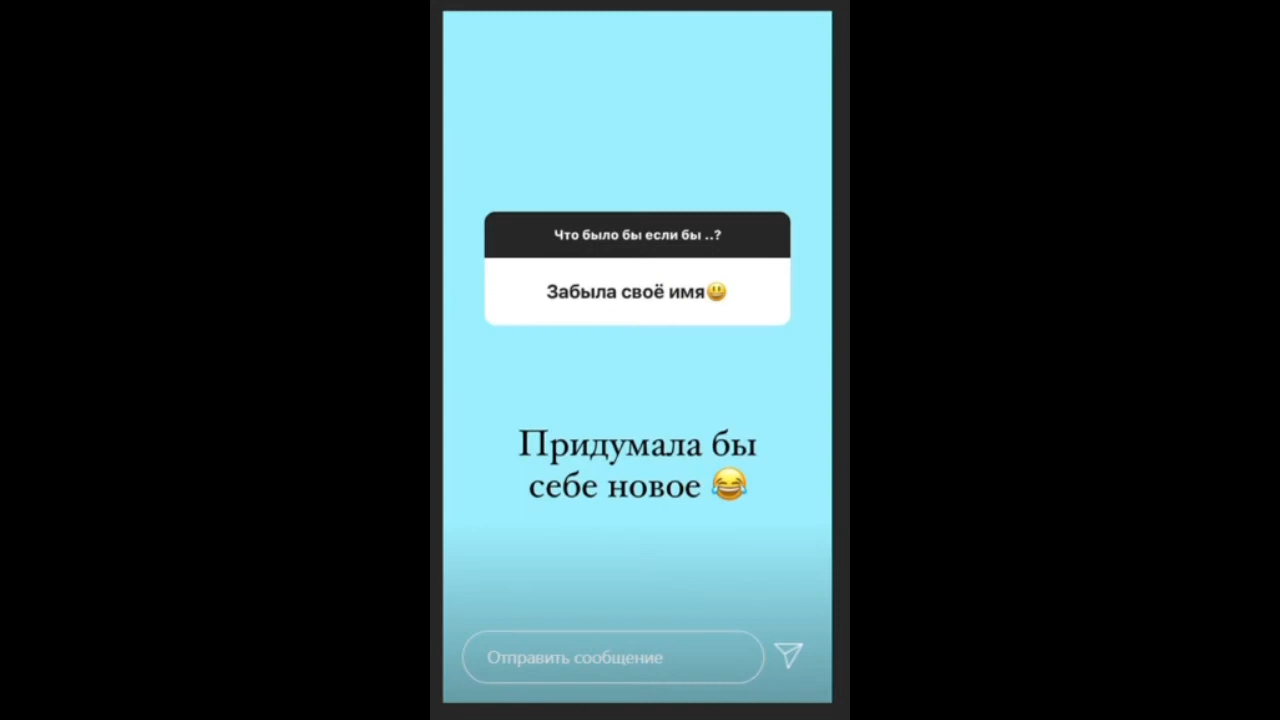 Что было бы если бы ..?
Забыла своё имя😃
Придумала бы
себе новое 😂
Отправить сообщение